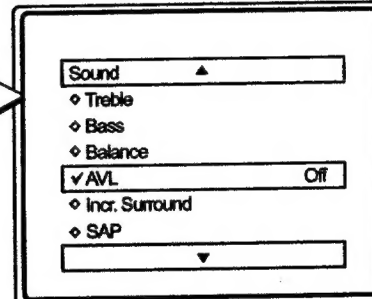 Sound ▲
◇ Treble
◇ Bass
◇ Balance
✓ AVL Off
◇ Incr. Surround
◇ SAP
▼